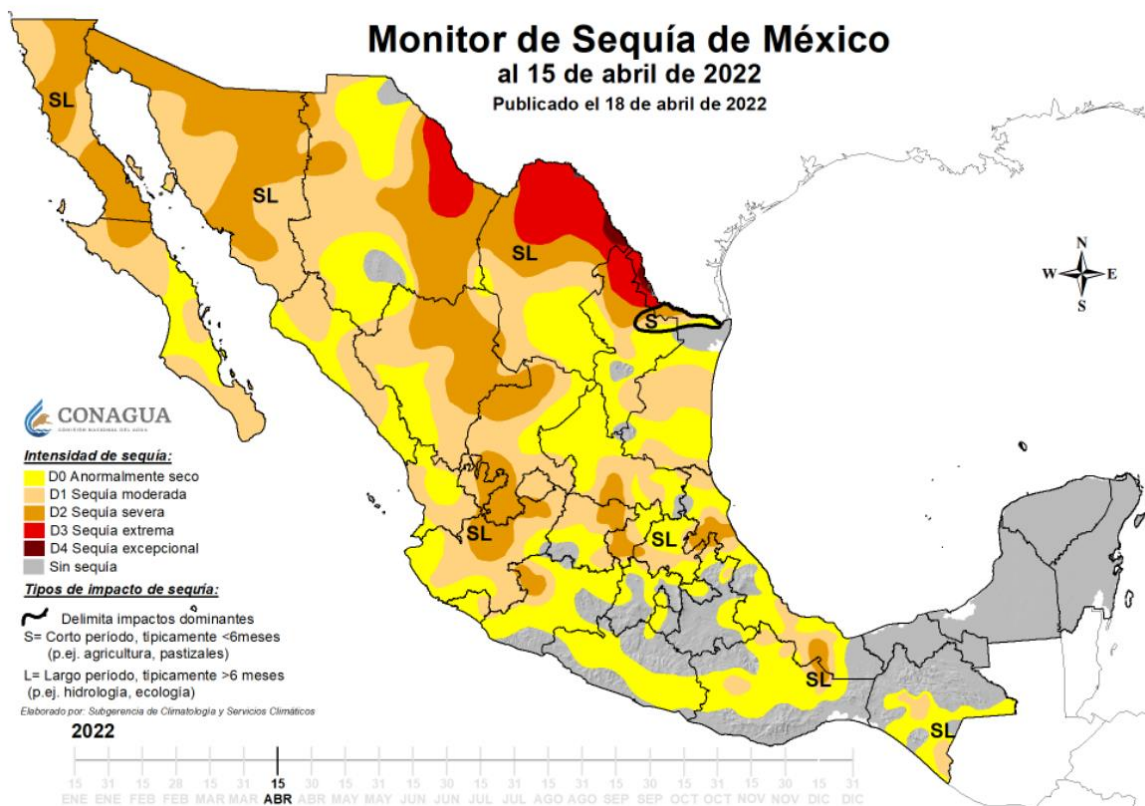 Monitor de Sequía de México
al 15 de abril de 2022
Publicado el 18 de abril de 2022
SL
SL
SL
S
SL
SL
SL
SL
N
W E
S
CONAGUA
COMISIÓN NACIONAL DEL AGUA
Intensidad de sequía:
D0 Anormalmente seco
D1 Sequía moderada
D2 Sequía severa
D3 Sequía extrema
D4 Sequía excepcional
Sin sequía
Tipos de impacto de sequía:
Delimita impactos dominantes
S= Corto período, típicamente <6meses
(p.ej. agricultura, pastizales)
L= Largo período, típicamente >6 meses
(p.ej. hidrología, ecología)
Elaborado por: Subgerencia de Climatología y Servicios Climáticos
2022
15 31 15 28 15 31 15 30 15 31 15 30 15 31 15 31 15 30 15 31 15 30 15 31
ENE ENE FEB FEB MAR MAR ABR ABR MAY MAY JUN JUN JUL JUL AGO AGO SEP SEP OCT OCT NOV NOV DIC DIC